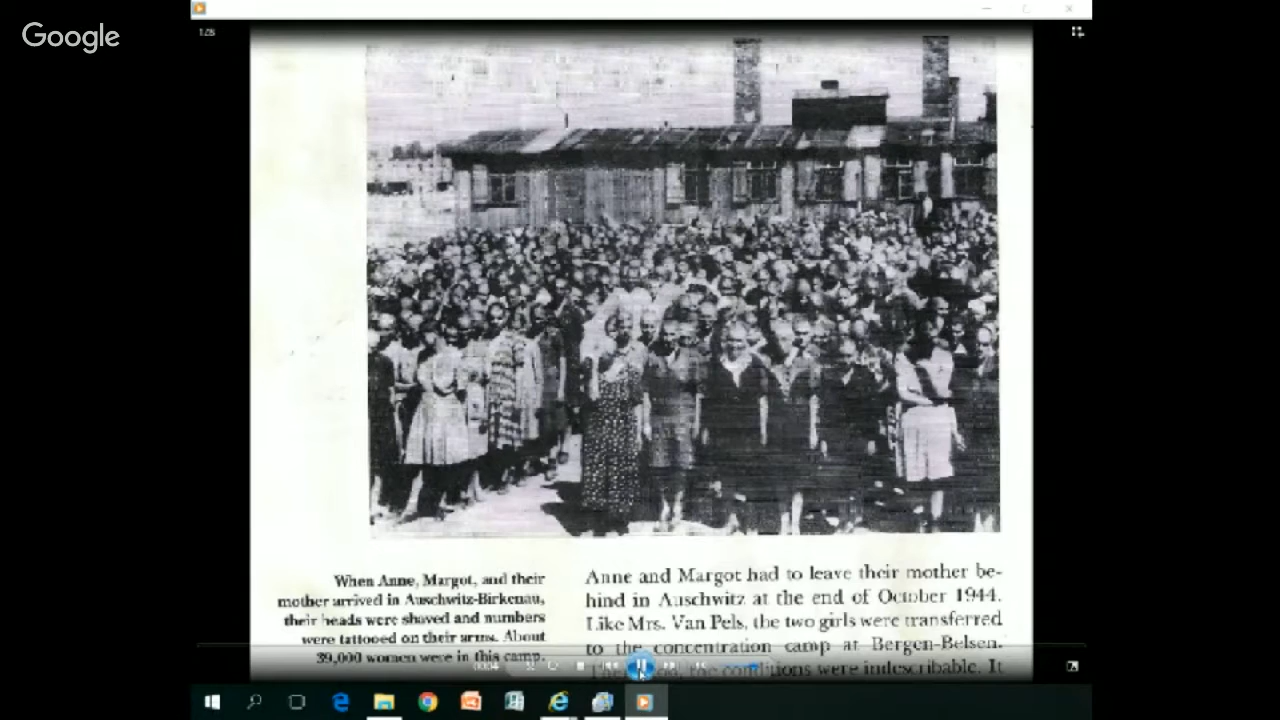 Google
When Anne, Margot, and their
mother arrived in Auschwitz-Birkenau,
their heads were shaved and numbers
were tattooed on their arms. About
39,000 women were in this camp.
Anne and Margot had to leave their mother be-
hind in Auschwitz at the end of October 1944.
Like Mrs. Van Pels, the two girls were transferred
to the concentration camp at Bergen-Belsen.
the conditions were indescribable. It